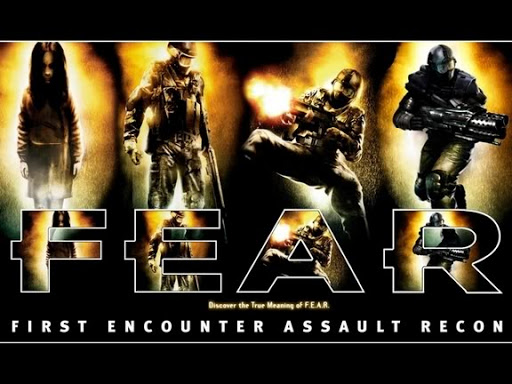 FEAR
Discover the True Meaning of F.E.A.R.
FIRST ENCOUNTER ASSAULT RECON